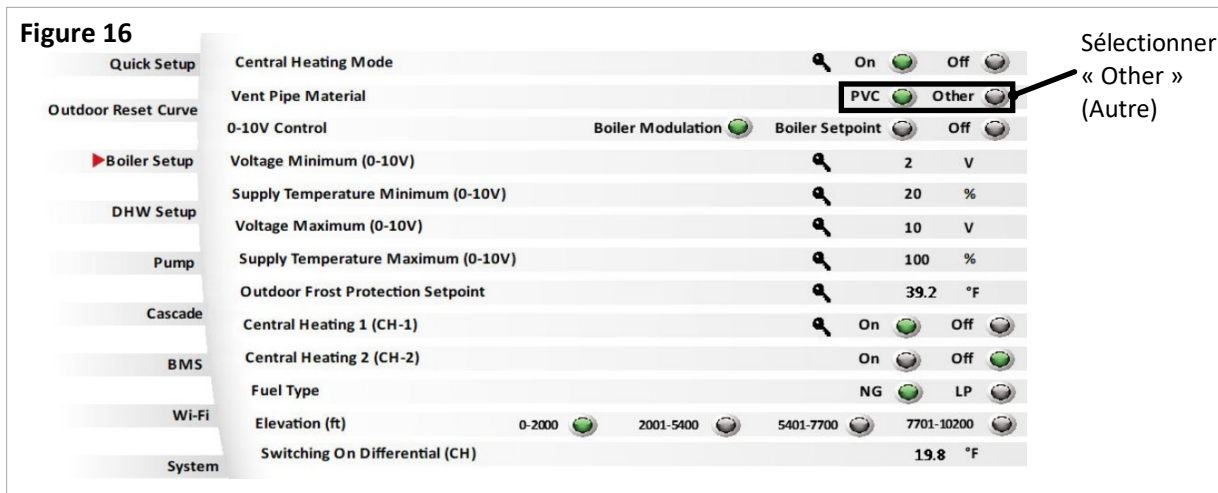 Figure 16
Quick Setup
Outdoor Reset Curve
Boiler Setup
DHW Setup
Pump
Cascade
BMS
Wi-Fi
System
Central Heating Mode On Off
Vent Pipe Material PVC Other
0-10V Control Boiler Modulation Boiler Setpoint Off
Voltage Minimum (0-10V) 2 V
Supply Temperature Minimum (0-10V) 20 %
Voltage Maximum (0-10V) 10 V
Supply Temperature Maximum (0-10V) 100 %
Outdoor Frost Protection Setpoint 39.2 °F
Central Heating 1 (CH-1) On Off
Central Heating 2 (CH-2) On Off
Fuel Type NG LP
Elevation (ft) 0-2000 2001-5400 5401-7700 7701-10200
Switching On Differential (CH) 19.8 °F
Sélectionner
« Other »
(Autre)